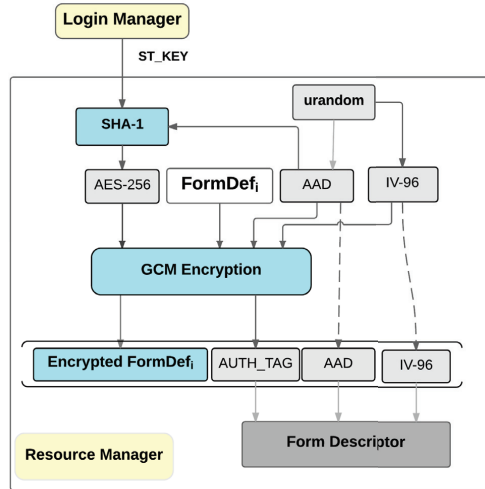 Login Manager
ST_KEY
urandom
SHA-1
AES-256
FormDefi
AAD
IV-96
GCM Encryption
Encrypted FormDefi
AUTH_TAG
AAD
IV-96
Form Descriptor
Resource Manager